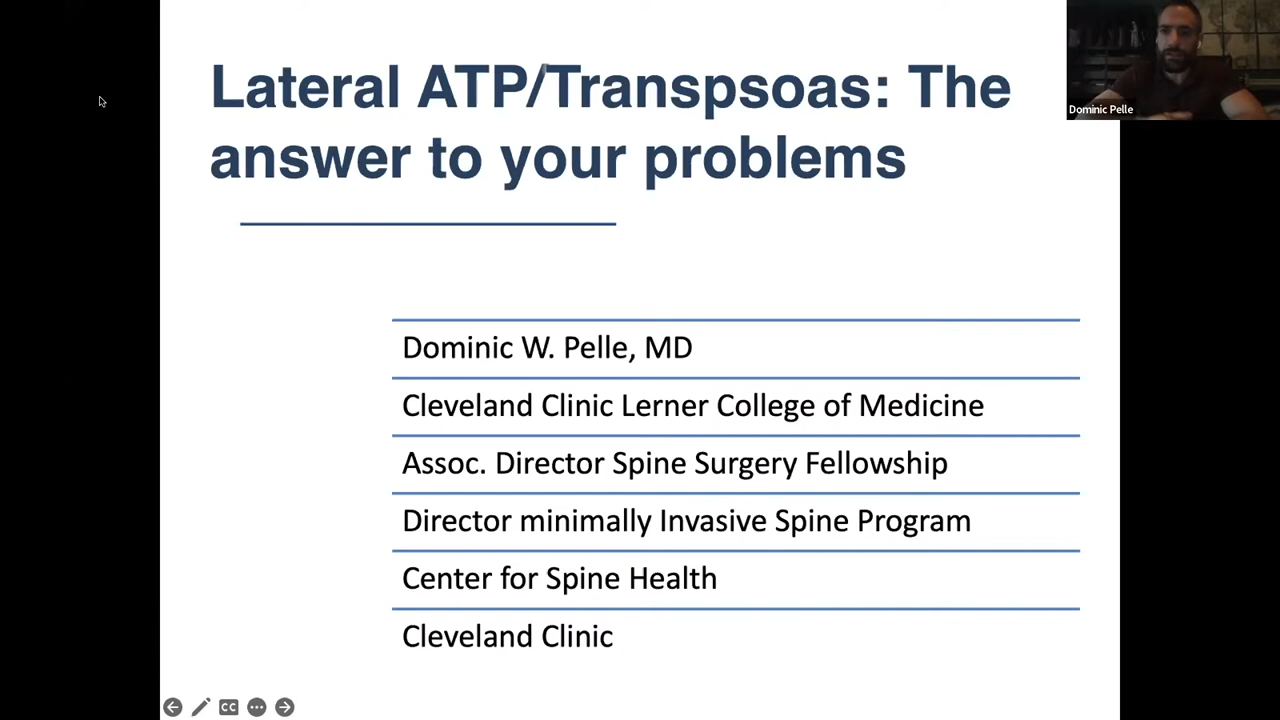 Lateral ATP/Transpsoas: The
answer to your problems
Dominic Pelle
Dominic W. Pelle, MD
Cleveland Clinic Lerner College of Medicine
Assoc. Director Spine Surgery Fellowship
Director minimally Invasive Spine Program
Center for Spine Health
Cleveland Clinic
CC